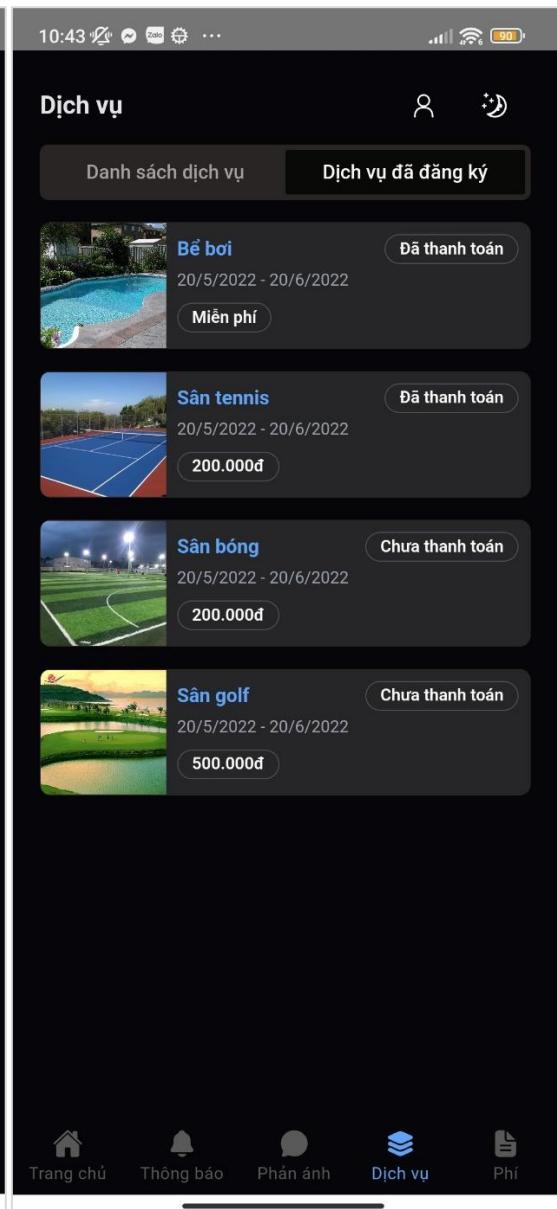 10:43
Zalo
6
90
Dịch vụ
Danh sách dịch vụ
Dịch vụ đã đăng ký
Bể bơi
Đã thanh toán
20/5/2022 - 20/6/2022
Miễn phí
Sân tennis
Đã thanh toán
20/5/2022 - 20/6/2022
200.000đ
Sân bóng
Chưa thanh toán
20/5/2022 - 20/6/2022
200.000đ
Sân golf
Chưa thanh toán
20/5/2022 - 20/6/2022
500.000đ
Trang chủ
Thông báo
Phản ánh
Dịch vụ
Phí